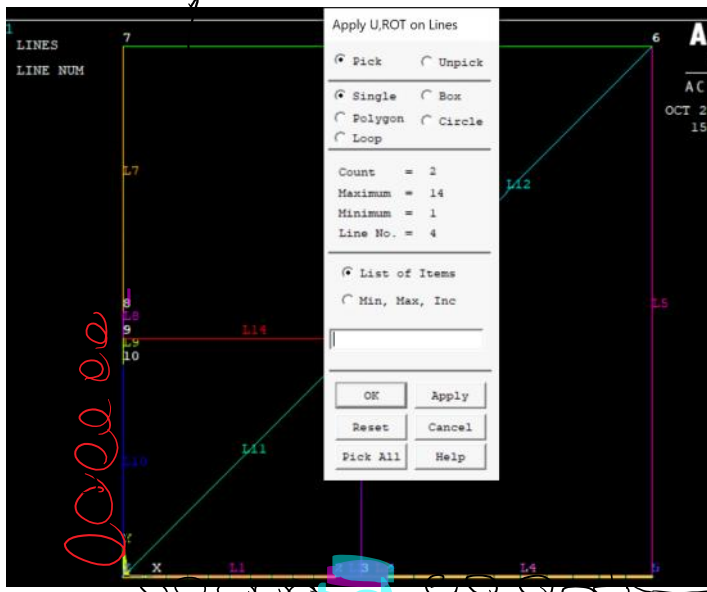 1
LINES
LINE NUM
7
6
A
AC
OCT 2
15
Apply U,ROT on Lines
Pick Unpick
Single Box
Polygon Circle
Loop
Count = 2
Maximum = 14
Minimum = 1
Line No. = 4
List of Items
Min, Max, Inc
OK Apply
Reset Cancel
Pick All Help
L7
L12
L5
8
L8
9
L9
10
L14
L10
L11
Y
X
L1
3
L4
5